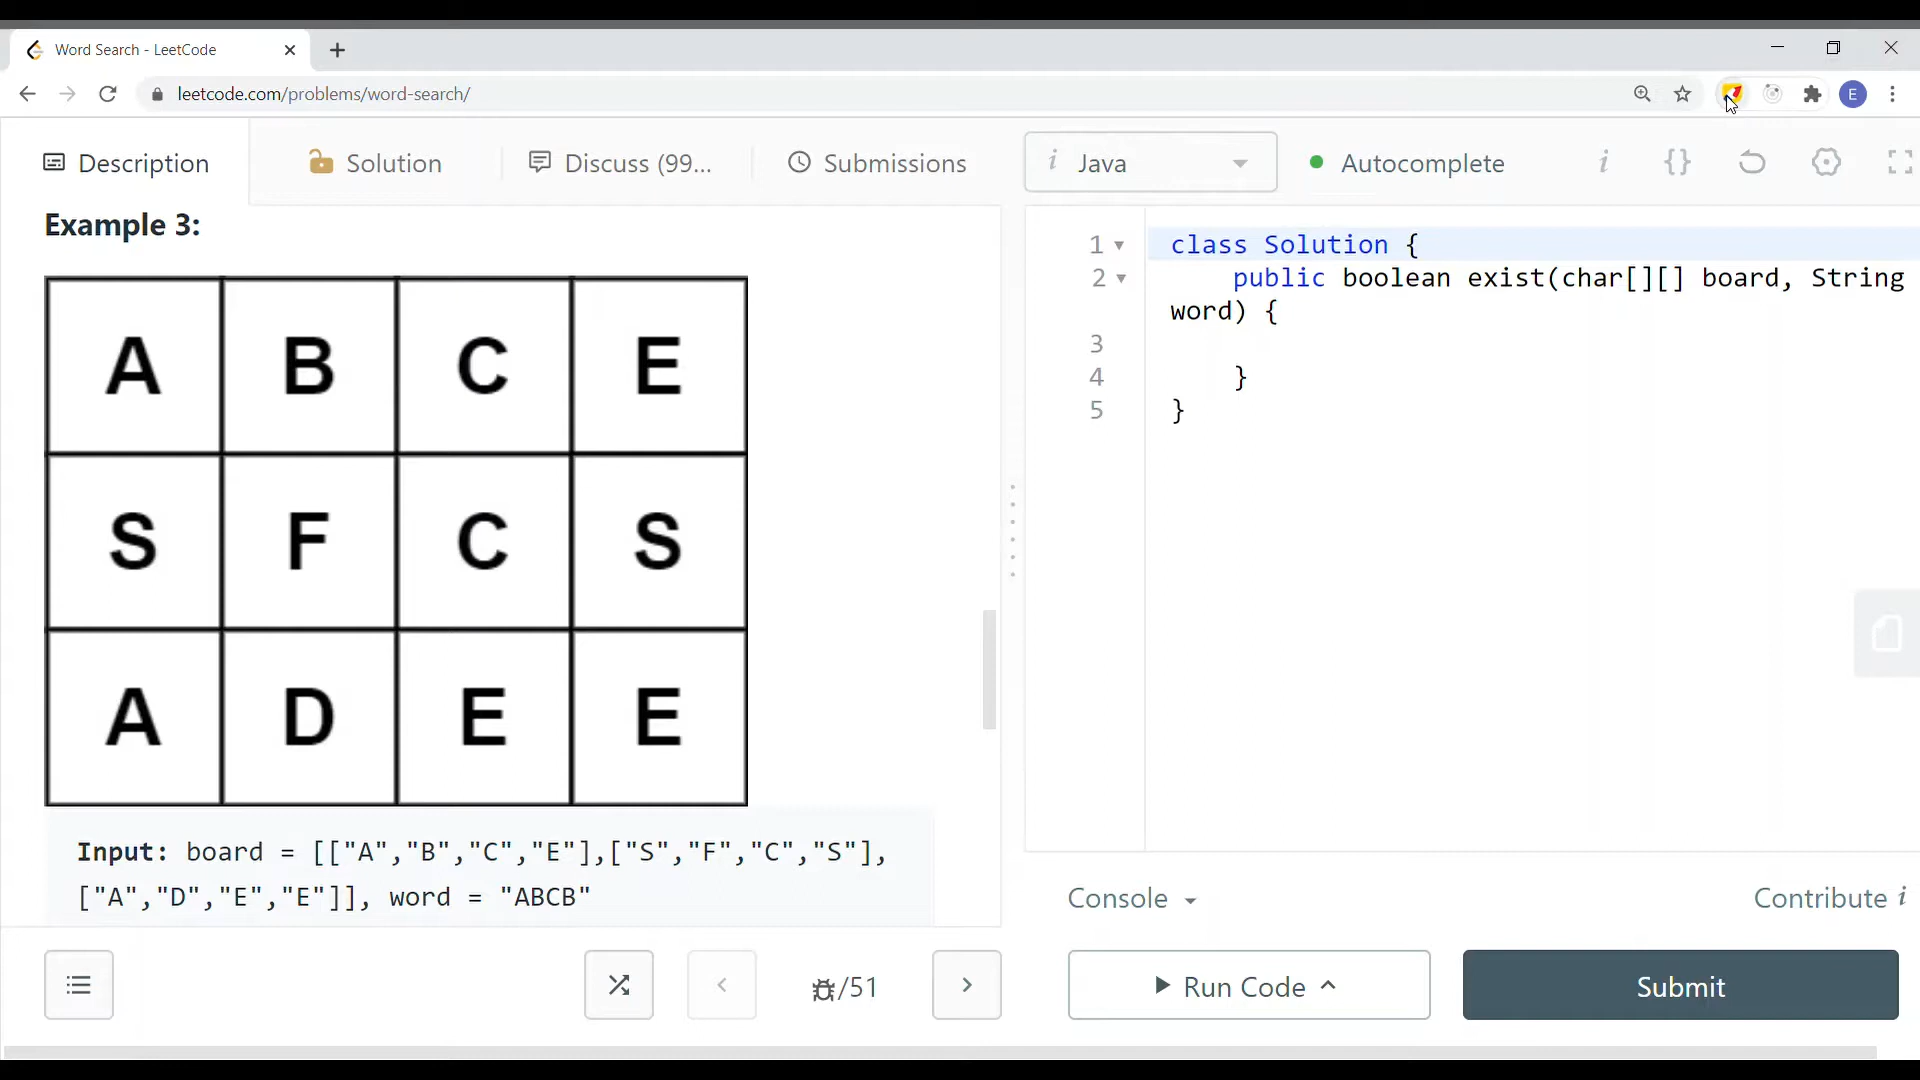 Word Search - LeetCode
leetcode.com/problems/word-search/
E
Description
Solution
Discuss (99...
Submissions
i Java
Autocomplete
i {}
Example 3:
A B C E
S F C S
A D E E
Input: board = [["A","B","C","E"],["S","F","C","S"],
["A","D","E","E"]], word = "ABCB"
1 class Solution {
2 public boolean exist(char[][] board, String
word) {
3
4 }
5 }
Console
Contribute i
/51
Run Code
Submit